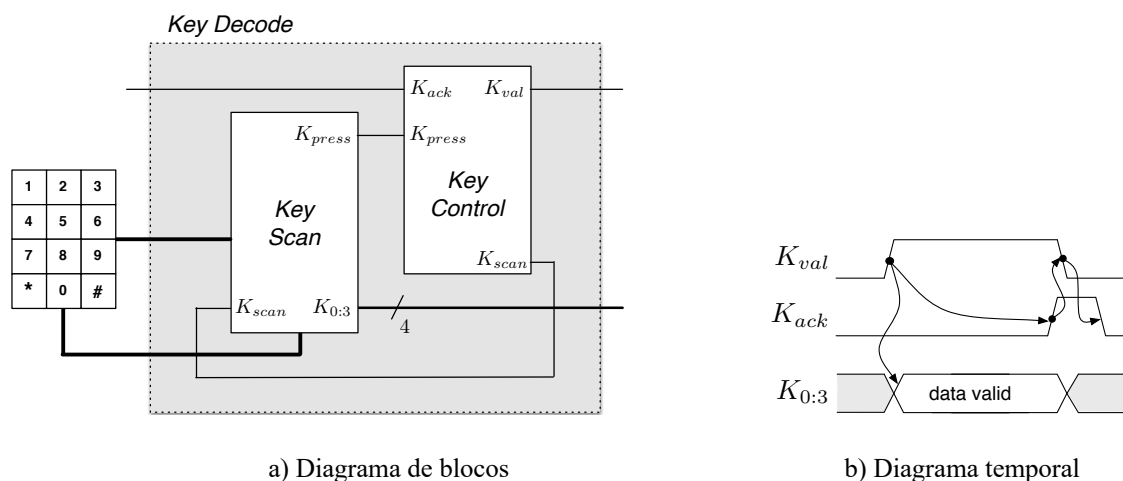 Key Decode
K_ack K_val
K_press K_press
Key Control
Key Scan
K_scan
K_scan K_0:3
4
1 2 3
4 5 6
7 8 9
* 0 #
K_val
K_ack
K_0:3 data valid
a) Diagrama de blocos
b) Diagrama temporal